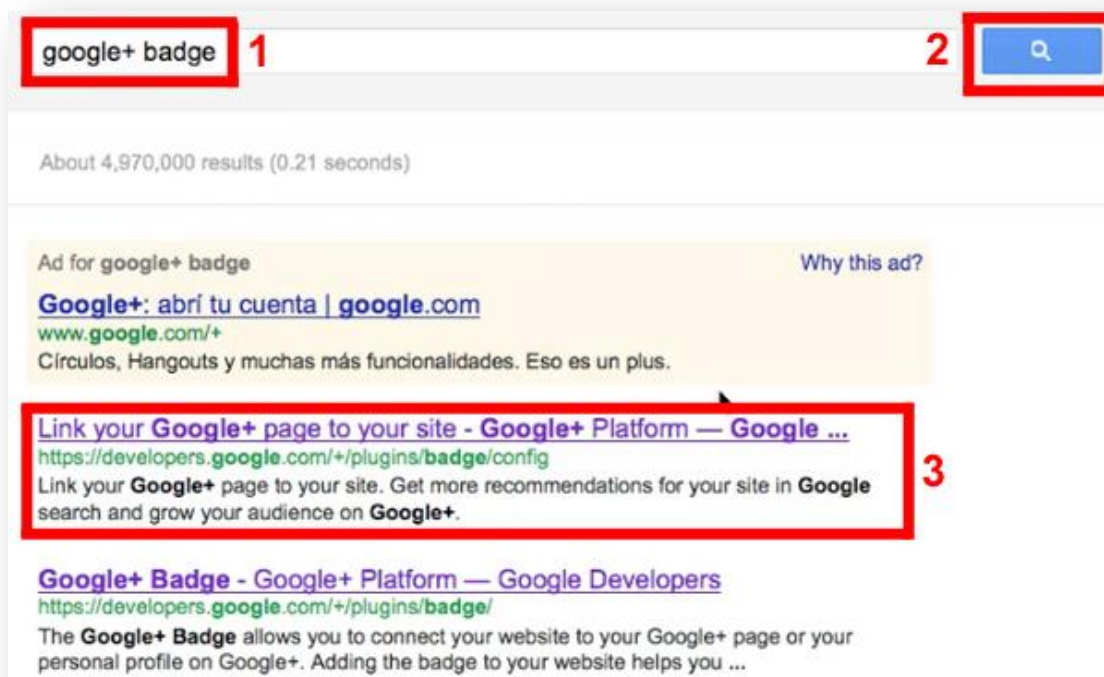 google+ badge 1 2
About 4,970,000 results (0.21 seconds)
Ad for google+ badge Why this ad?
Google+: abrí tu cuenta | google.com
www.google.com/+
Círculos, Hangouts y muchas más funcionalidades. Eso es un plus.
Link your Google+ page to your site - Google+ Platform — Google ...
https://developers.google.com/+/plugins/badge/config
3
Link your Google+ page to your site. Get more recommendations for your site in Google
search and grow your audience on Google+.
Google+ Badge - Google+ Platform — Google Developers
https://developers.google.com/+/plugins/badge/
The Google+ Badge allows you to connect your website to your Google+ page or your
personal profile on Google+. Adding the badge to your website helps you ...